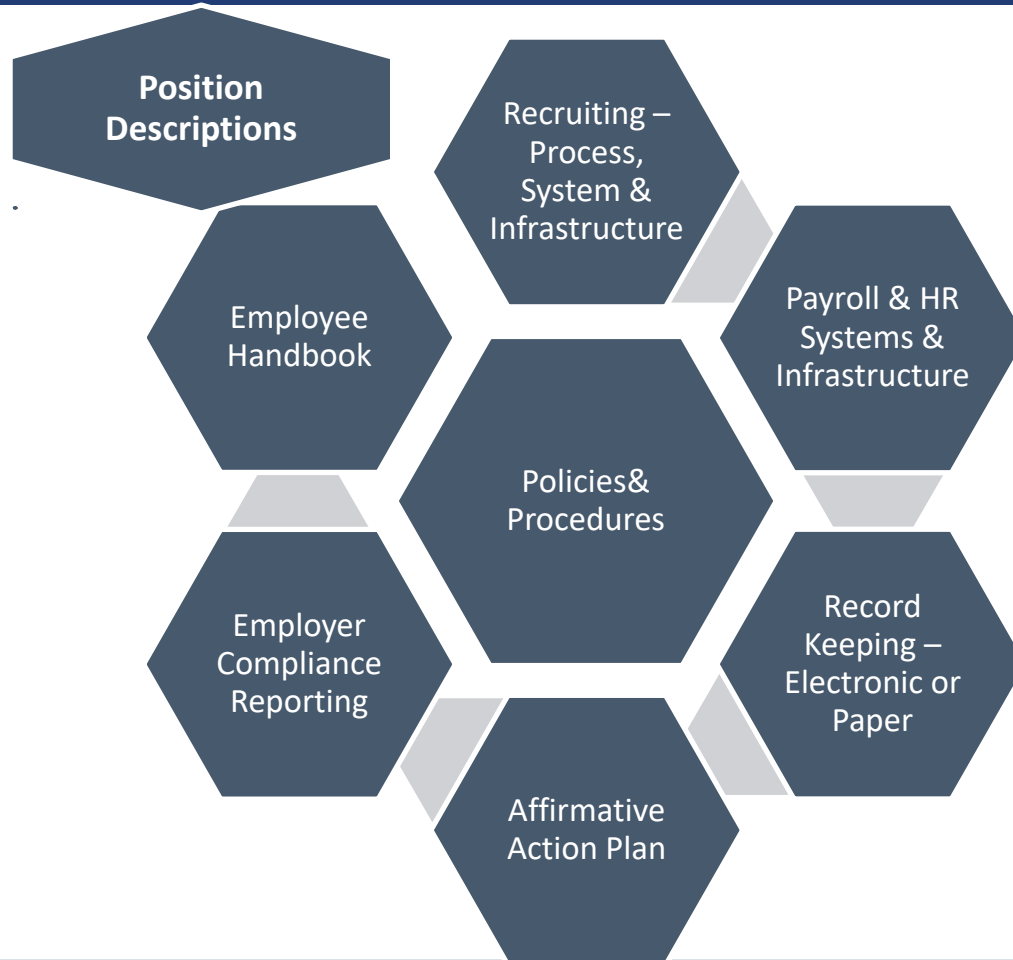 Position
Descriptions
Recruiting –
Process,
System &
Infrastructure
Payroll & HR
Systems &
Infrastructure
Record
Keeping –
Electronic or
Paper
Affirmative
Action Plan
Employer
Compliance
Reporting
Employee
Handbook
Policies&
Procedures